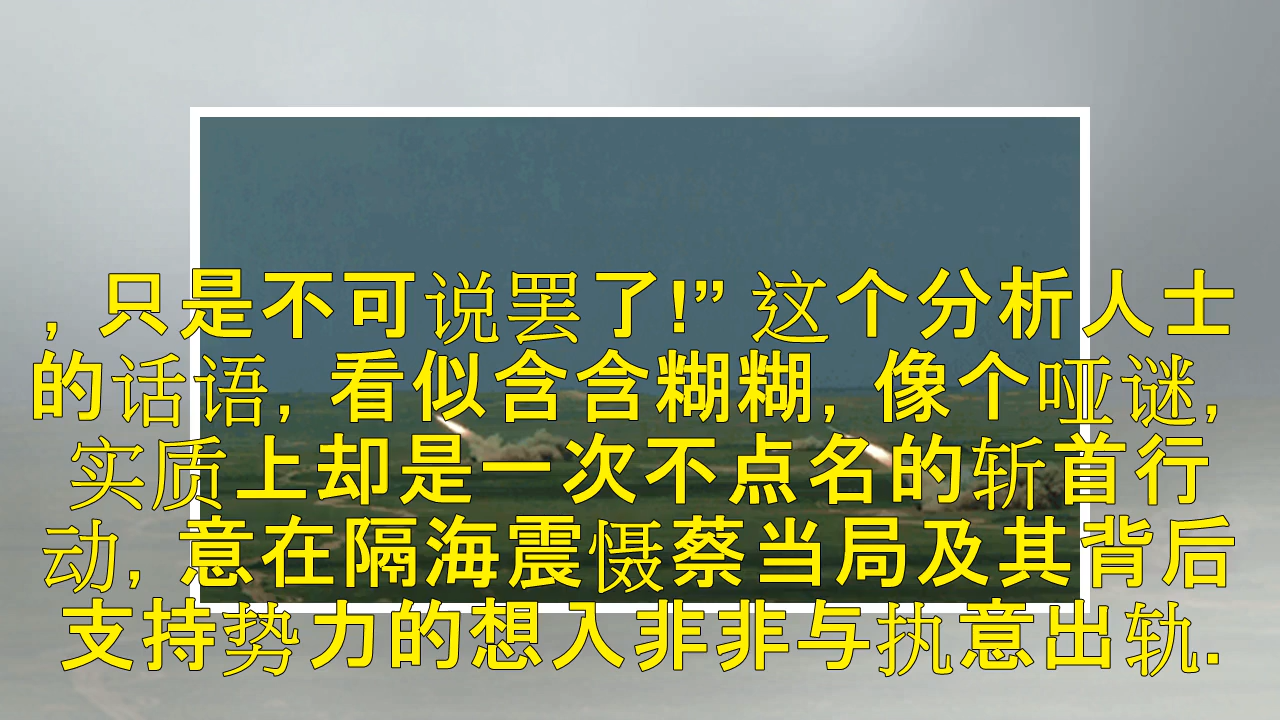 , 只是不可说罢了!” 这个分析人士
的话语, 看似含含糊糊, 像个哑谜,
实质上却是一次不点名的斩首行
动, 意在隔海震慑蔡当局及其背后
支持势力的想入非非与执意出轨.